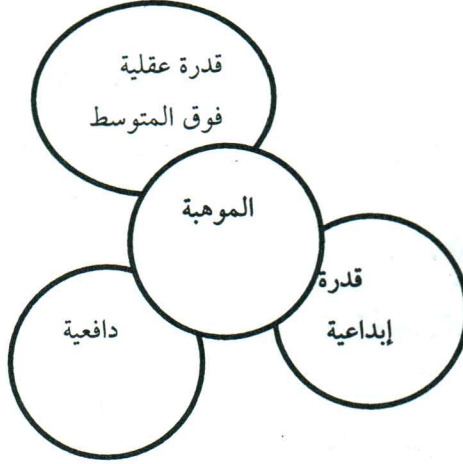 قدرة عقلية
فوق المتوسط
الموهبة
قدرة
إبداعية
دافعية